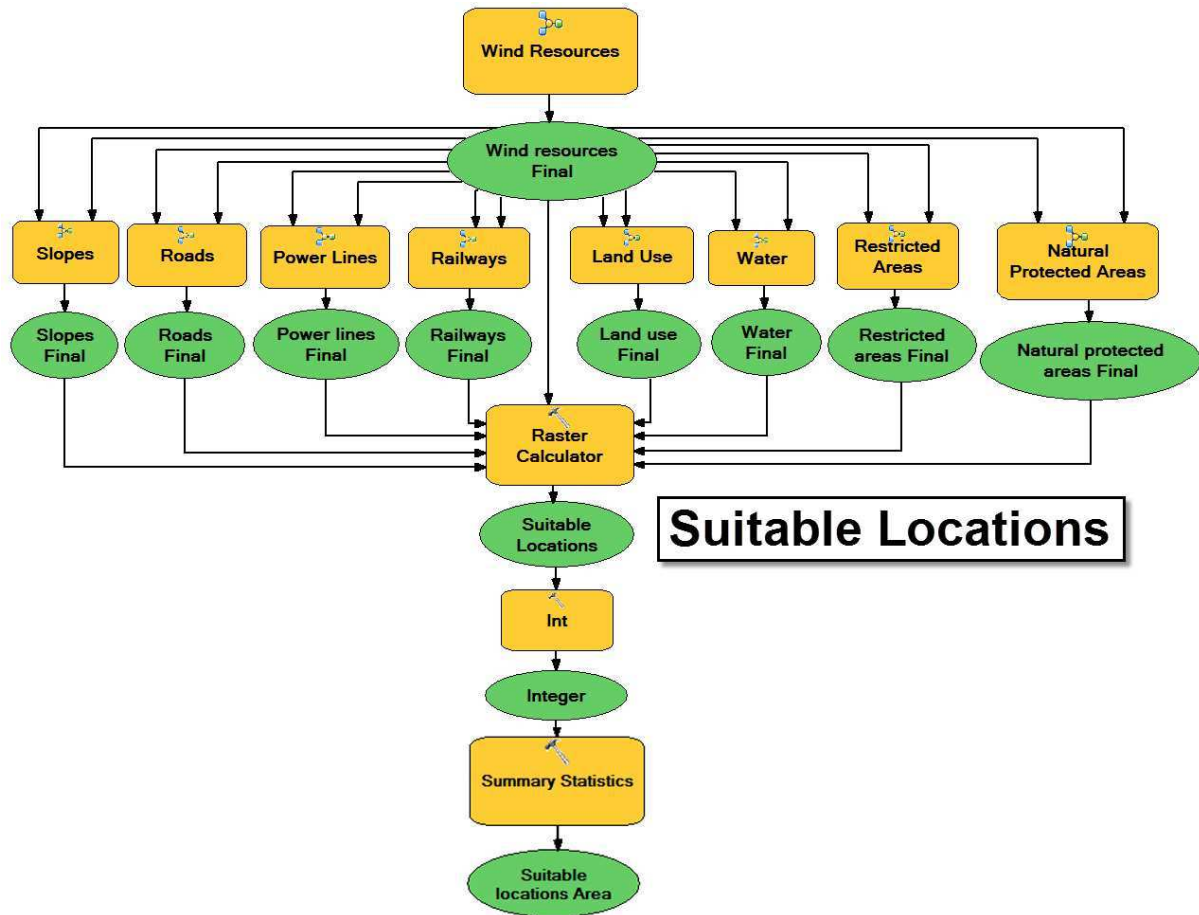 Wind Resources
Wind resources
Final
Slopes
Roads
Power Lines
Railways
Land Use
Water
Restricted
Areas
Natural
Protected Areas
Slopes
Final
Roads
Final
Power lines
Final
Railways
Final
Land use
Final
Water
Final
Restricted
areas Final
Natural protected
areas Final
Raster
Calculator
Suitable
Locations
Suitable Locations
Int
Integer
Summary Statistics
Suitable
locations Area